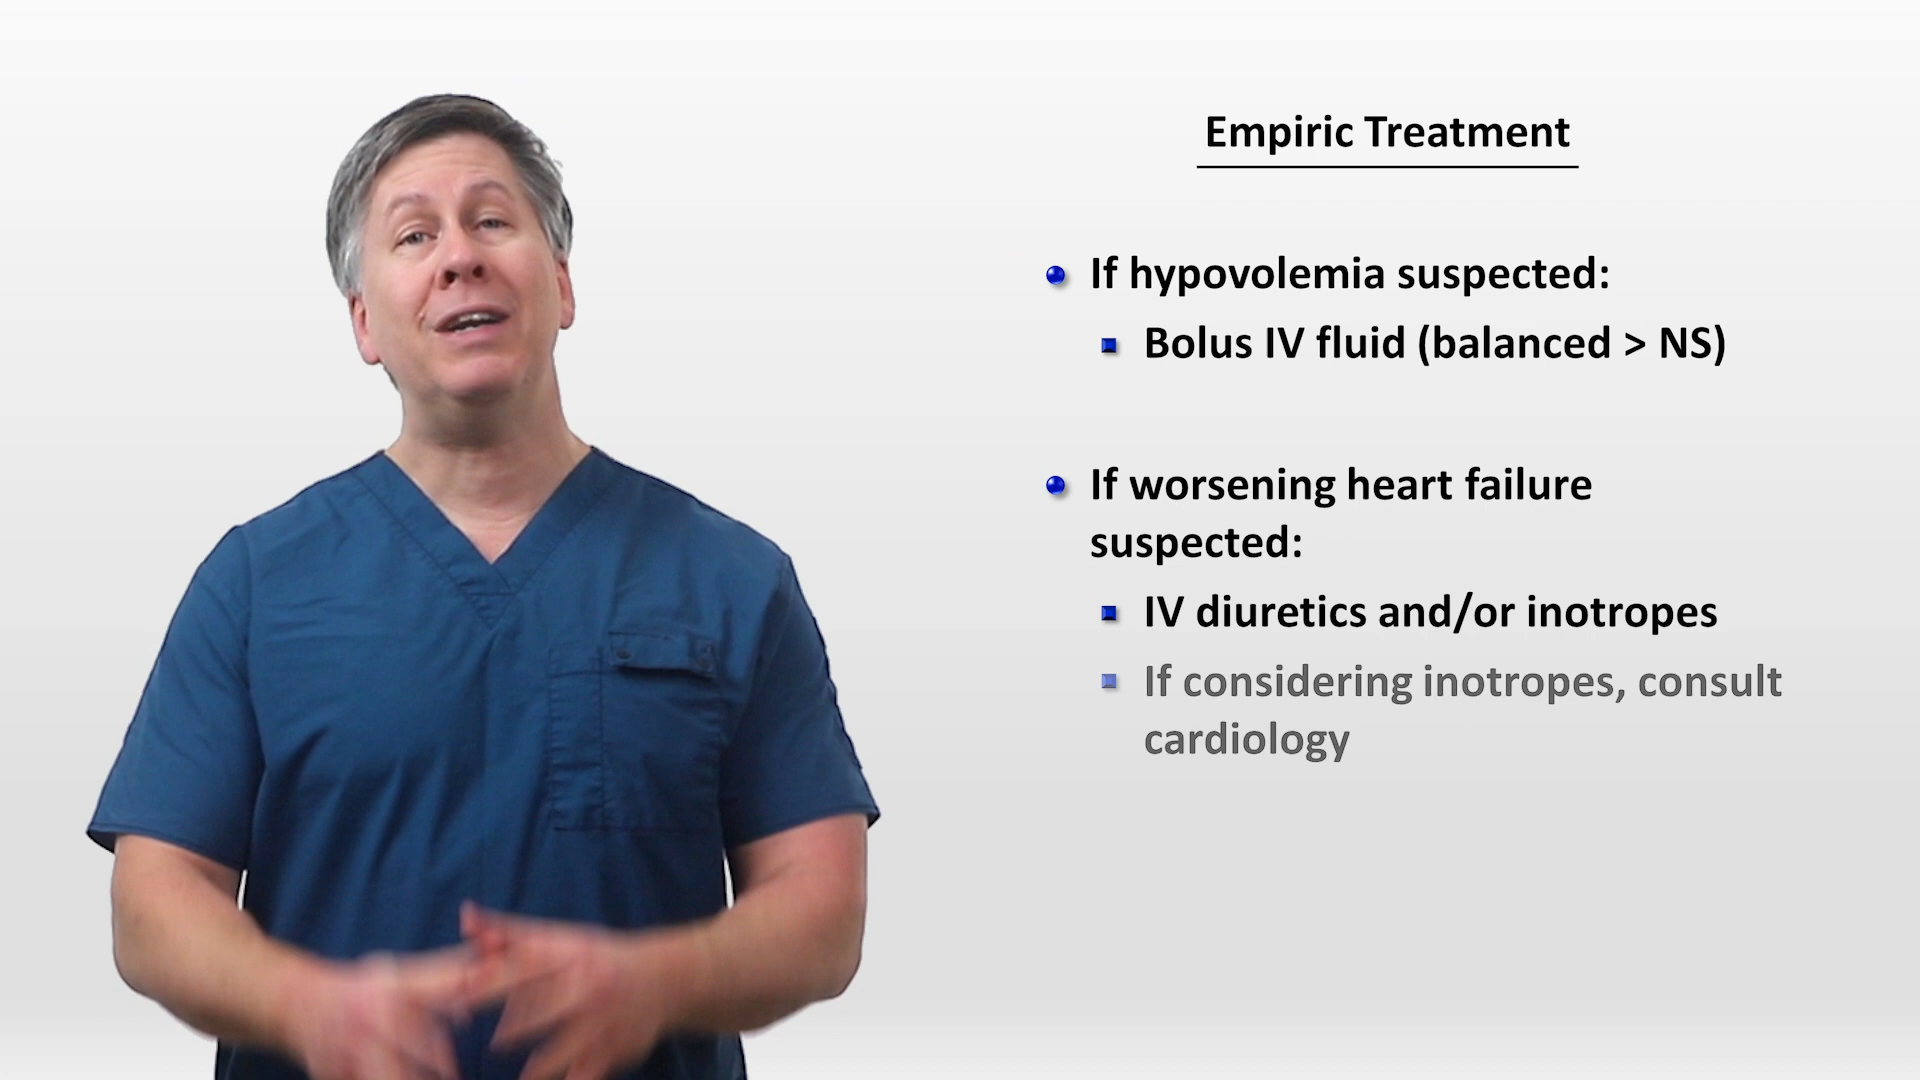 Empiric Treatment
If hypovolemia suspected:
Bolus IV fluid (balanced > NS)
If worsening heart failure
suspected:
IV diuretics and/or inotropes
If considering inotropes, consult
cardiology